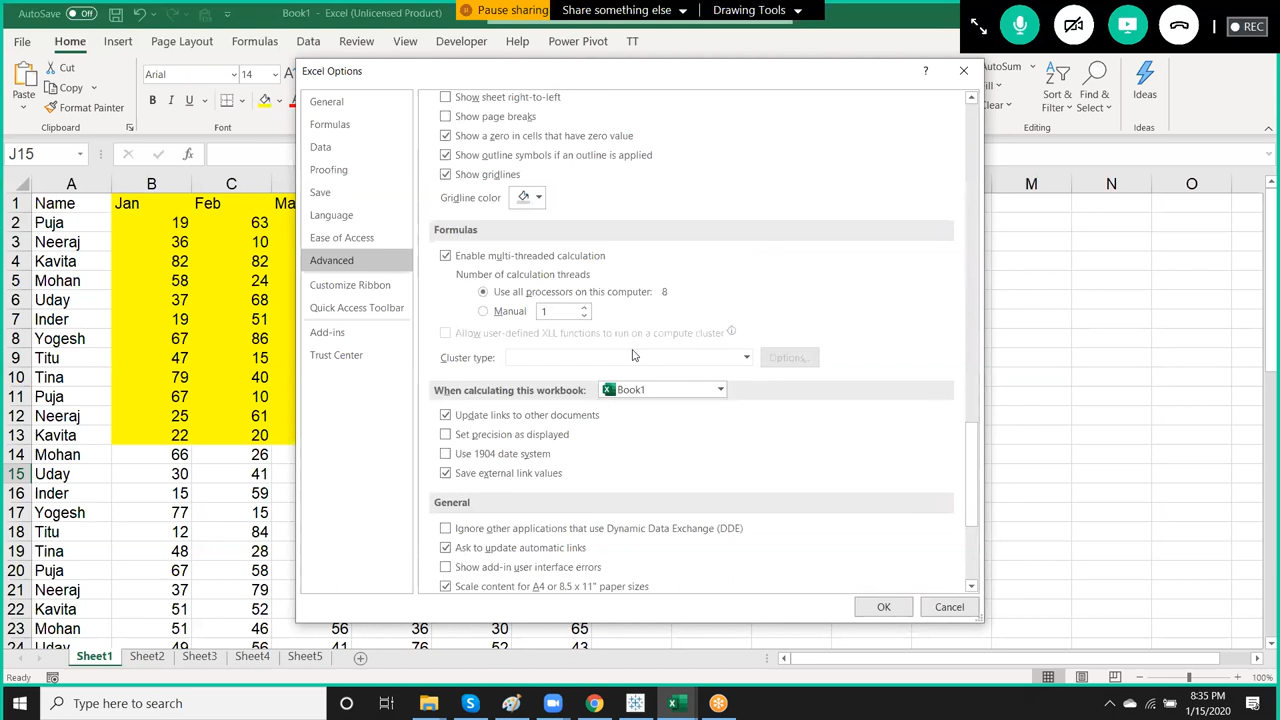 AutoSave Off
Book1 - Excel (Unlicensed Product)
Pause sharing
Share something else
Drawing Tools
REC
File Home Insert Page Layout Formulas Data Review View Developer Help Power Pivot TT
Paste
Cut
Copy
Format Painter
Clipboard
Arial 14
B I U
Font
AutoSum
Fill
Clear
Sort & Filter
Find & Select
Editing
Ideas
Ideas
J15
fx
Excel Options
?
General
Formulas
Data
Proofing
Save
Language
Ease of Access
Advanced
Customize Ribbon
Quick Access Toolbar
Add-ins
Trust Center
Show sheet right-to-left
Show page breaks
Show a zero in cells that have zero value
Show outline symbols if an outline is applied
Show gridlines
Gridline color
Formulas
Enable multi-threaded calculation
Number of calculation threads
Use all processors on this computer: 8
Manual 1
Allow user-defined XLL functions to run on a compute cluster
Cluster type:
Options...
When calculating this workbook: Book1
Update links to other documents
Set precision as displayed
Use 1904 date system
Save external link values
General
Ignore other applications that use Dynamic Data Exchange (DDE)
Ask to update automatic links
Show add-in user interface errors
Scale content for A4 or 8.5 x 11" paper sizes
OK Cancel
A B C M N O
1 Name Jan Feb Ma
2 Puja 19 63
3 Neeraj 36 10
4 Kavita 82 82
5 Mohan 58 24
6 Uday 37 68
7 Inder 19 51
8 Yogesh 67 86
9 Titu 47 15
10 Tina 79 40
11 Puja 67 10
12 Neeraj 25 61
13 Kavita 22 20
14 Mohan 66 26
15 Uday 30 41
16 Inder 15 59
17 Yogesh 77 15
18 Titu 12 84
19 Tina 48 28
20 Puja 67 58
21 Neeraj 37 79
22 Kavita 51 52
23 Mohan 51 46 56 36 30 65
24 Uday 49 56 41 76 52 43
Sheet1 Sheet2 Sheet3 Sheet4 Sheet5
100%
Type here to search
8:35 PM
1/15/2020